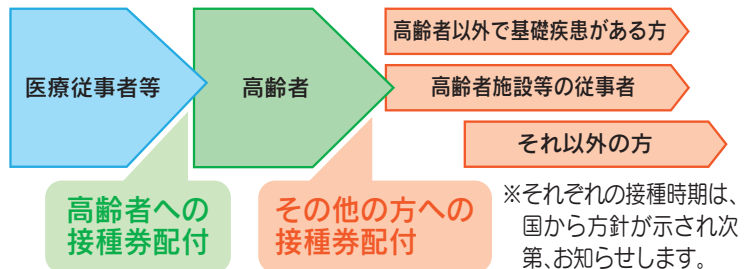 医療従事者等
高齢者
高齢者以外で基礎疾患がある方
高齢者施設等の従事者
それ以外の方
高齢者への
接種券配付
その他の方への
接種券配付
※それぞれの接種時期は、
国から方針が示され次
第、お知らせします。